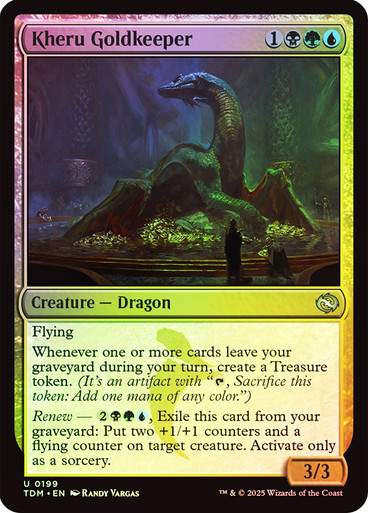 Kheru Goldkeeper 1
Creature — Dragon
Flying
Whenever one or more cards leave your
graveyard during your turn, create a Treasure
token. (It's an artifact with “, Sacrifice this
token: Add one mana of any color.”)
Renew — 2, Exile this card from your
graveyard: Put two +1/+1 counters and a
flying counter on target creature. Activate only
as a sorcery.
3/3
U 0199
TDM • EN RANDY VARGAS
™ & © 2025 Wizards of the Coast